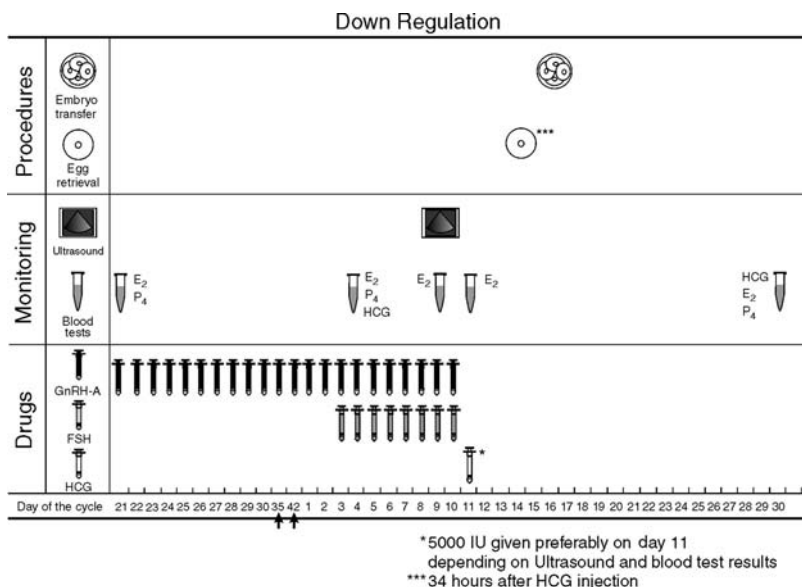 Down Regulation
Procedures
Embryo
transfer
***
Egg
retrieval
Monitoring
Ultrasound
Blood
tests
E2
P4
E2
P4
HCG
E2
E2
HCG
E2
P4
Drugs
GnRH-A
FSH
HCG
*
Day of the cycle 21 22 23 24 25 26 27 28 29 30 35 42 1 2 3 4 5 6 7 8 9 10 11 12 13 14 15 16 17 18 19 20 21 22 23 24 25 26 27 28 29 30
*5000 IU given preferably on day 11
depending on Ultrasound and blood test results
***34 hours after HCG injection